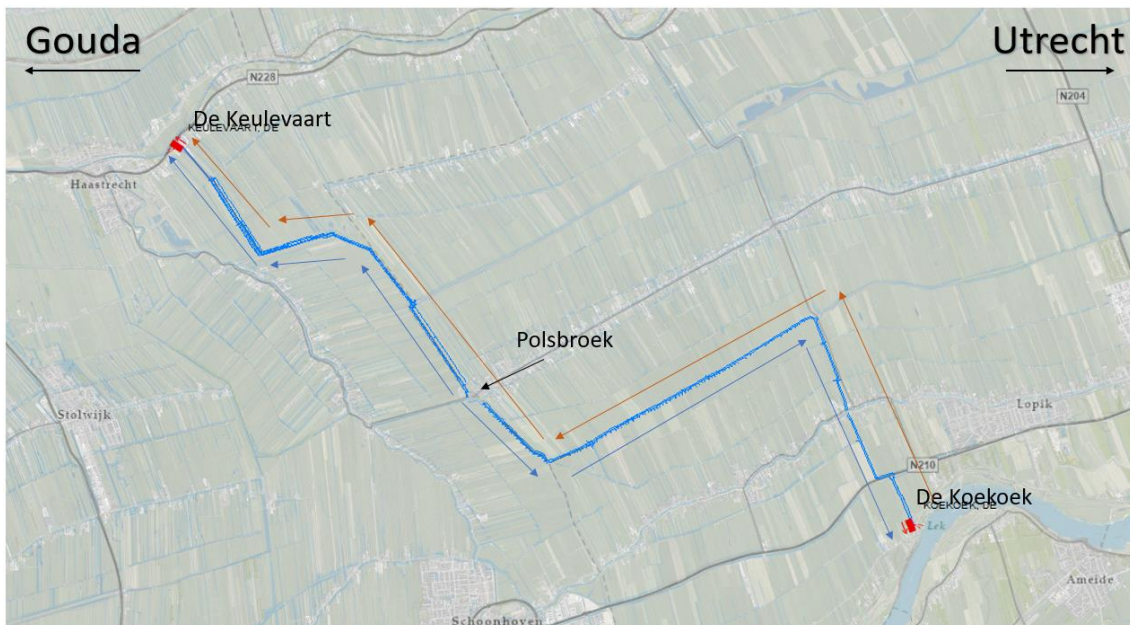 Gouda
Utrecht
N228
N204
De Keulevaart
KEULEVAART, DE
Haastrecht
Polsbroek
Stolwijk
Lopik
N210
De Koekoek
KOEKOEK, DE
Lek
Ameide
Schoonhoven